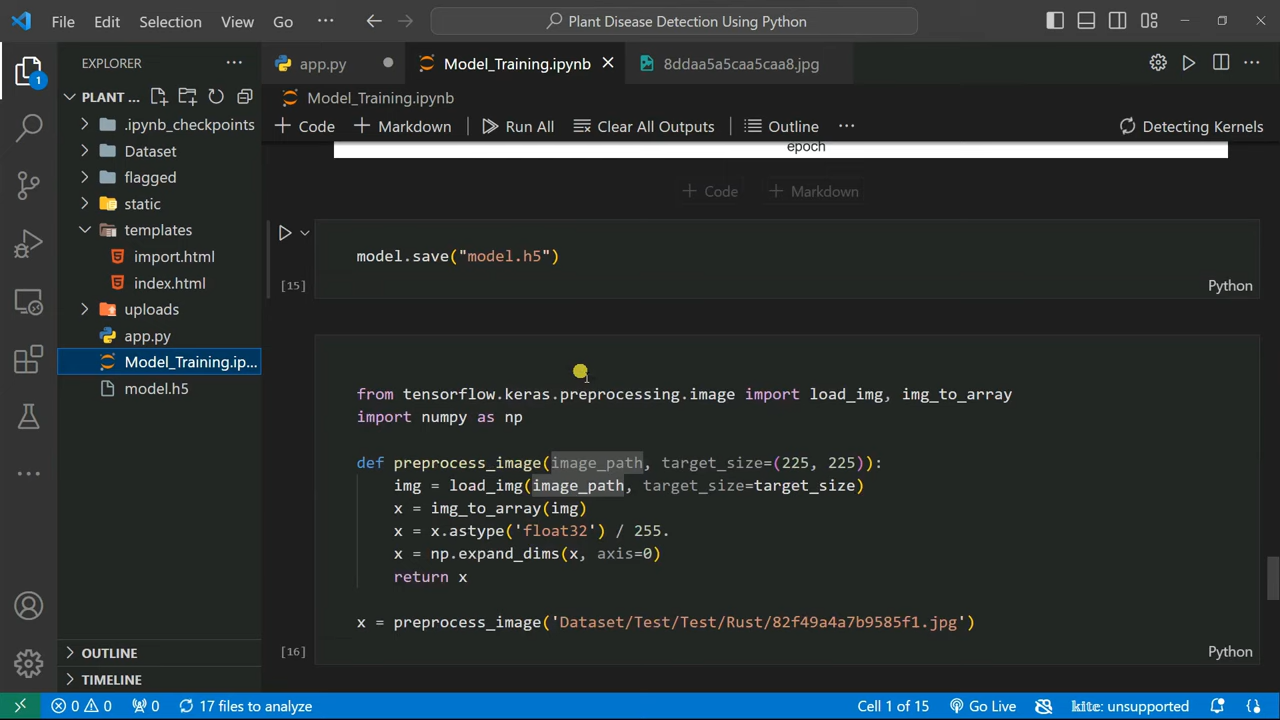 File Edit Selection View Go ··· Plant Disease Detection Using Python
EXPLORER ···
1
app.py Model_Training.ipynb 8ddaa5a5caa5caa8.jpg
PLANT ...
Model_Training.ipynb
+ Code + Markdown Run All Clear All Outputs Outline ··· Detecting Kernels
.ipynb_checkpoints
Dataset
flagged
static
templates
import.html
index.html
uploads
app.py
Model_Training.ip...
model.h5
OUTLINE
TIMELINE
epoch
+ Code + Markdown
model.save("model.h5")
[15] Python
from tensorflow.keras.preprocessing.image import load_img, img_to_array
import numpy as np
def preprocess_image(image_path, target_size=(225, 225)):
img = load_img(image_path, target_size=target_size)
x = img_to_array(img)
x = x.astype('float32') / 255.
x = np.expand_dims(x, axis=0)
return x
x = preprocess_image('Dataset/Test/Test/Rust/82f49a4a7b9585f1.jpg')
[16] Python
0 0 0 17 files to analyze Cell 1 of 15 Go Live kite: unsupported